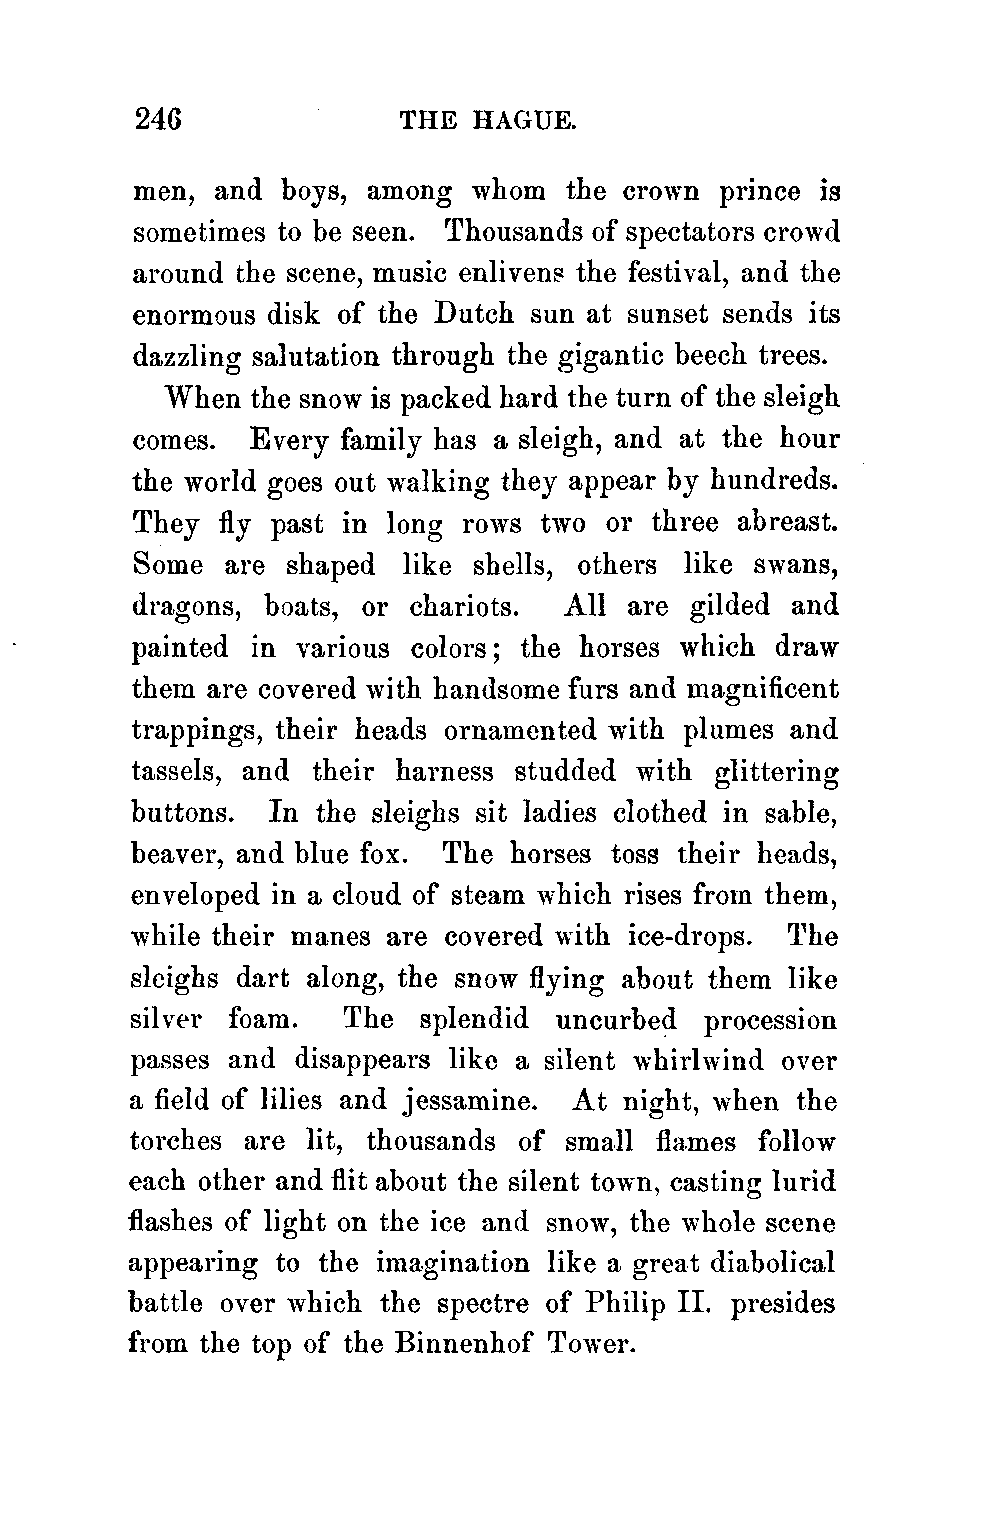 246 THE HAGUE.
men, and boys, among whom the crown prince is
sometimes to be seen. Thousands of spectators crowd
around the scene, music enlivens the festival, and the
enormous disk of the Dutch sun at sunset sends its
dazzling salutation through the gigantic beech trees.
When the snow is packed hard the turn of the sleigh
comes. Every family has a sleigh, and at the hour
the world goes out walking they appear by hundreds.
They fly past in long rows two or three abreast.
Some are shaped like shells, others like swans,
dragons, boats, or chariots. All are gilded and
painted in various colors; the horses which draw
them are covered with handsome furs and magnificent
trappings, their heads ornamented with plumes and
tassels, and their harness studded with glittering
buttons. In the sleighs sit ladies clothed in sable,
beaver, and blue fox. The horses toss their heads,
enveloped in a cloud of steam which rises from them,
while their manes are covered with ice-drops. The
sleighs dart along, the snow flying about them like
silver foam. The splendid uncurbed procession
passes and disappears like a silent whirlwind over
a field of lilies and jessamine. At night, when the
torches are lit, thousands of small flames follow
each other and flit about the silent town, casting lurid
flashes of light on the ice and snow, the whole scene
appearing to the imagination like a great diabolical
battle over which the spectre of Philip II. presides
from the top of the Binnenhof Tower.